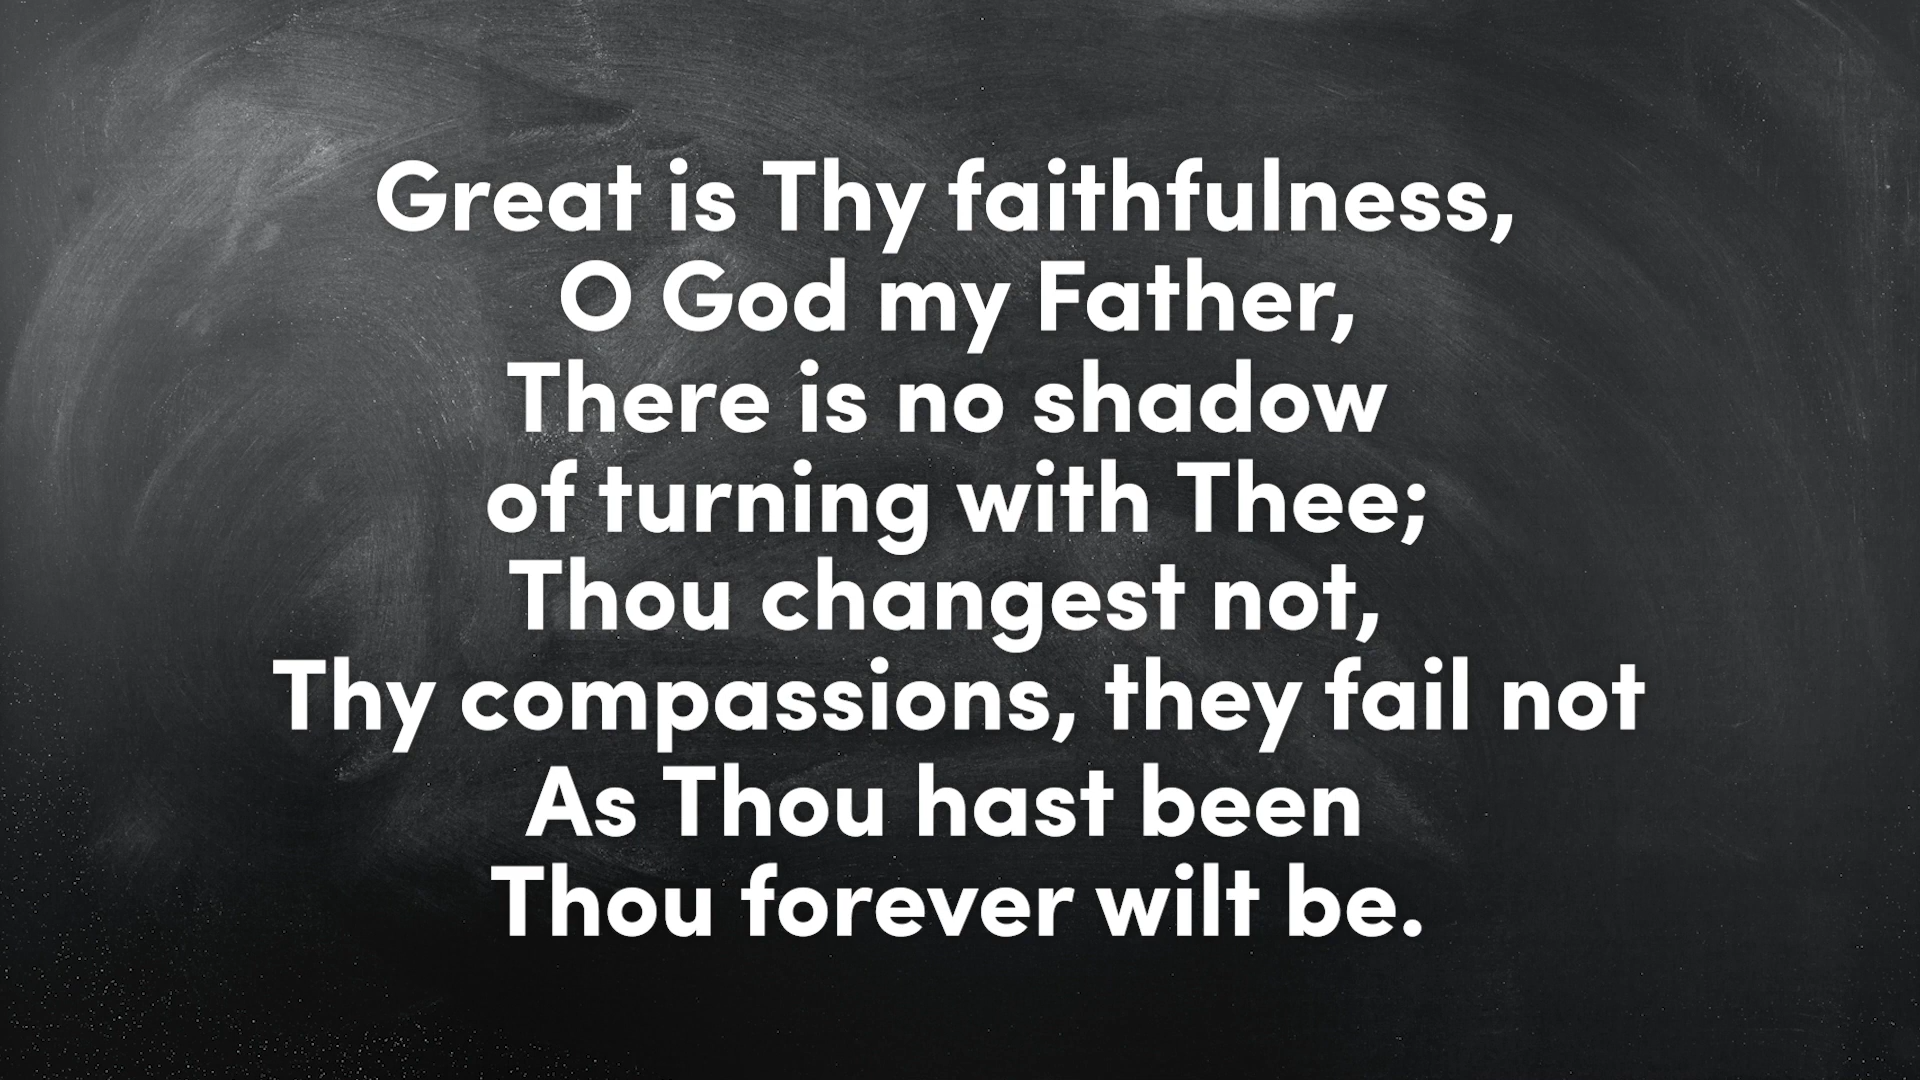 Great is Thy faithfulness,
O God my Father,
There is no shadow
of turning with Thee;
Thou changest not,
Thy compassions, they fail not
As Thou hast been
Thou forever wilt be.